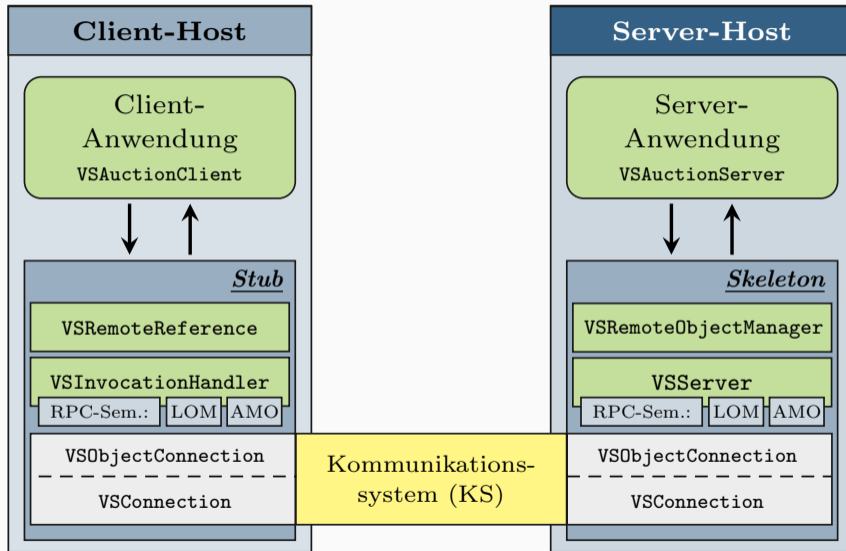 Client-Host
Client-
Anwendung
VSAuctionClient
Stub
VSRemoteReference
VSInvocationHandler
RPC-Sem.: LOM AMO
VSObjectConnection
VSConnection
Kommunikations-
system (KS)
Server-Host
Server-
Anwendung
VSAuctionServer
Skeleton
VSRemoteObjectManager
VSServer
RPC-Sem.: LOM AMO
VSObjectConnection
VSConnection